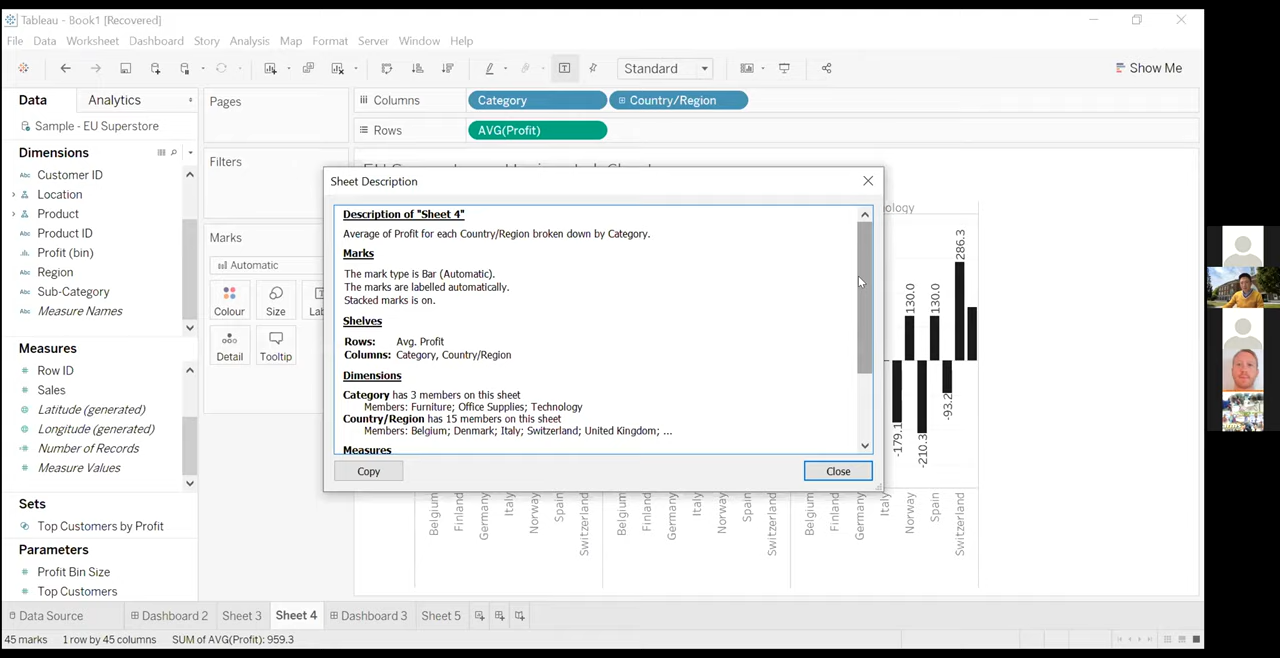 Tableau - Book1 [Recovered]
File Data Worksheet Dashboard Story Analysis Map Format Server Window Help
Standard
Show Me
Data
Analytics
Pages
Columns
Category
Country/Region
Sample - EU Superstore
Rows
AVG(Profit)
Dimensions
Filters
Customer ID
Location
Product
Product ID
Profit (bin)
Region
Sub-Category
Measure Names
Marks
Automatic
Colour
Size
Detail
Tooltip
Measures
Row ID
Sales
Latitude (generated)
Longitude (generated)
Number of Records
Measure Values
Sets
Top Customers by Profit
Parameters
Profit Bin Size
Top Customers
Sheet Description
Description of "Sheet 4"
Average of Profit for each Country/Region broken down by Category.
Marks
The mark type is Bar (Automatic).
The marks are labelled automatically.
Stacked marks is on.
Shelves
Rows: Avg. Profit
Columns: Category, Country/Region
Dimensions
Category has 3 members on this sheet
Members: Furniture; Office Supplies; Technology
Country/Region has 15 members on this sheet
Members: Belgium; Denmark; Italy; Switzerland; United Kingdom; ...
Measures
Copy
Close
-179.1
130.0
-210.3
130.0
-93.2
286.3
Belgium
Finland
Germany
Italy
Norway
Spain
Switzerland
Belgium
Finland
Germany
Italy
Norway
Spain
Switzerland
Belgium
Finland
Germany
Italy
Norway
Spain
Switzerland
Data Source
Dashboard 2
Sheet 3
Sheet 4
Dashboard 3
Sheet 5
45 marks 1 row by 45 columns SUM of AVG(Profit): 959.3